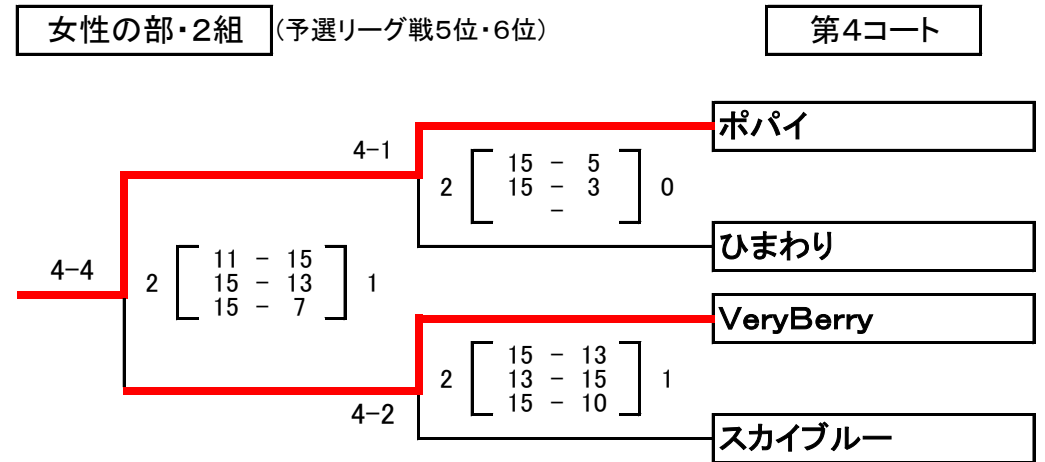 女性の部・2組 (予選リーグ戦5位・6位) 第4コート
ポパイ
4-1
2 15 - 5 0
15 - 3
-
ひまわり
4-4
2 11 - 15 1
15 - 13
15 - 7
VeryBerry
2 15 - 13 1
13 - 15
15 - 10
4-2
スカイブルー